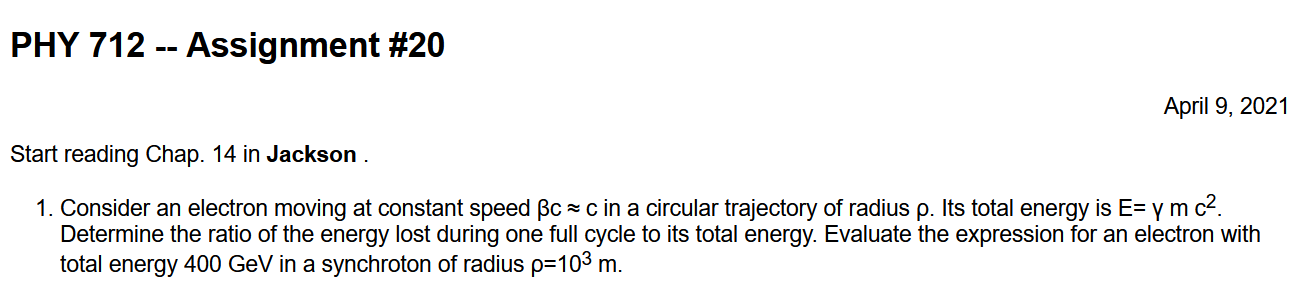 PHY 712 -- Assignment #20
April 9, 2021
Start reading Chap. 14 in Jackson .
1. Consider an electron moving at constant speed βc ≈ c in a circular trajectory of radius ρ. Its total energy is E= γ m c².
Determine the ratio of the energy lost during one full cycle to its total energy. Evaluate the expression for an electron with
total energy 400 GeV in a synchroton of radius ρ=10³ m.